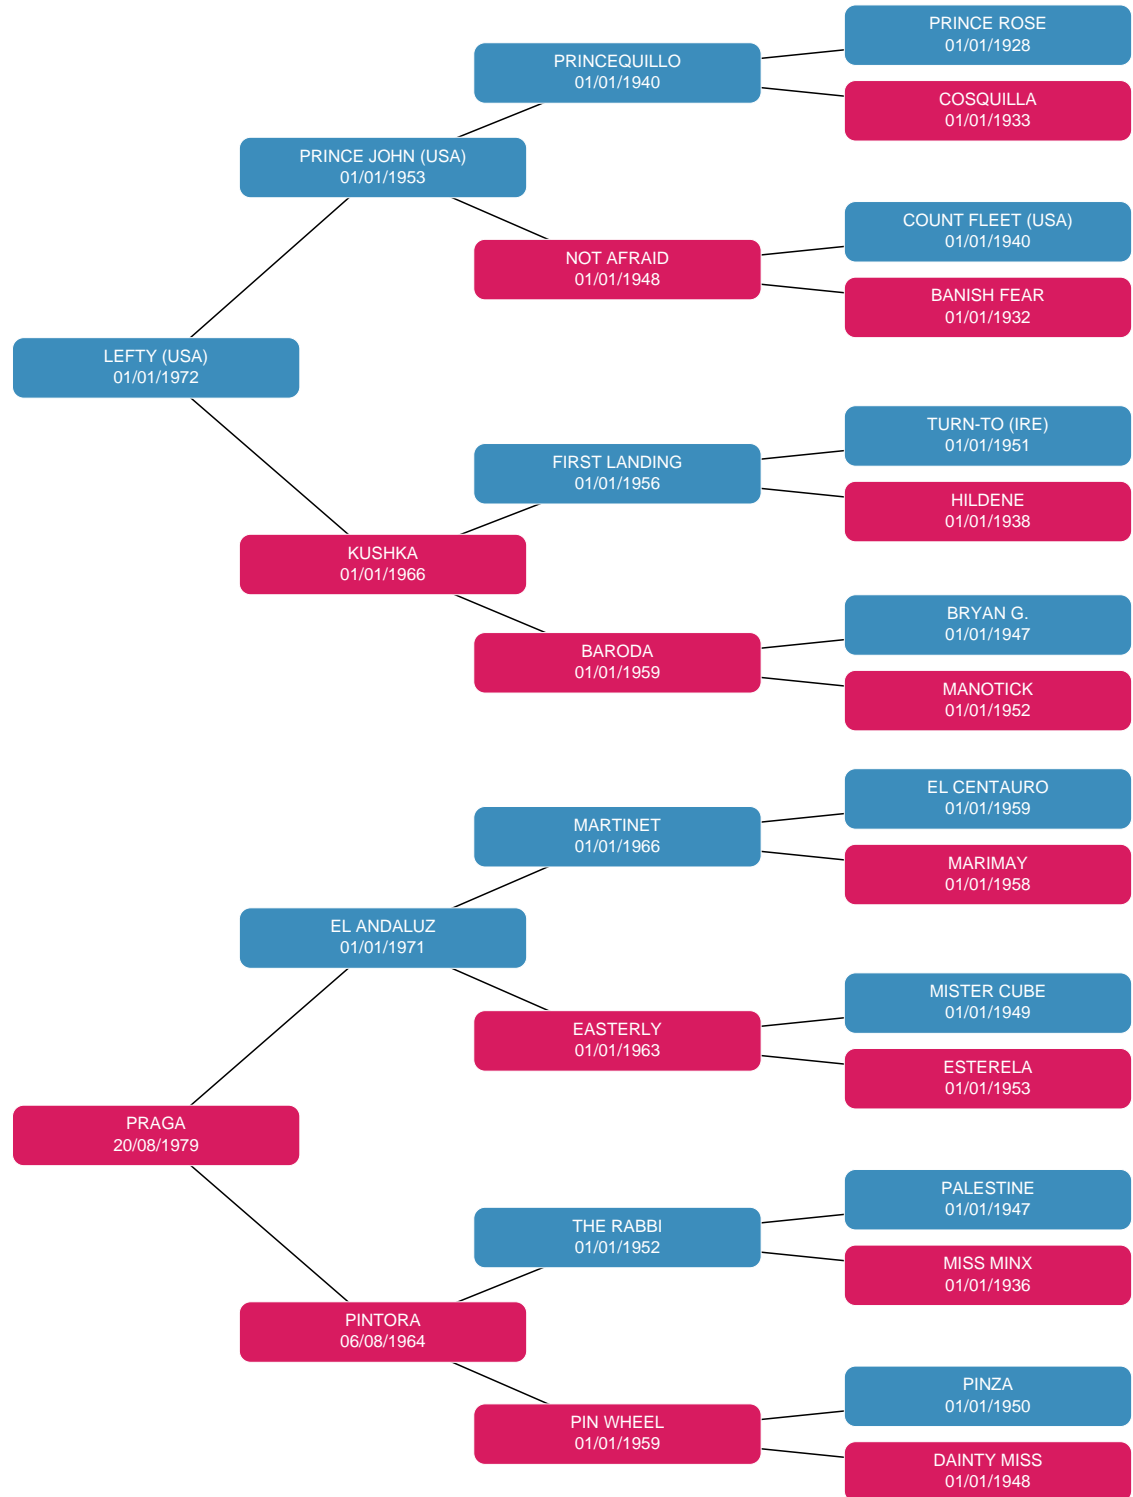 PRINCE ROSE
01/01/1928
PRINCEQUILLO
01/01/1940
COSQUILLA
01/01/1933
PRINCE JOHN (USA)
01/01/1953
COUNT FLEET (USA)
01/01/1940
NOT AFRAID
01/01/1948
BANISH FEAR
01/01/1932
LEFTY (USA)
01/01/1972
TURN-TO (IRE)
01/01/1951
FIRST LANDING
01/01/1956
HILDENE
01/01/1938
KUSHKA
01/01/1966
BRYAN G.
01/01/1947
BARODA
01/01/1959
MANOTICK
01/01/1952
EL CENTAURO
01/01/1959
MARTINET
01/01/1966
MARIMAY
01/01/1958
EL ANDALUZ
01/01/1971
MISTER CUBE
01/01/1949
EASTERLY
01/01/1963
ESTERELA
01/01/1953
PRAGA
20/08/1979
PALESTINE
01/01/1947
THE RABBI
01/01/1952
MISS MINX
01/01/1936
PINTORA
06/08/1964
PINZA
01/01/1950
PIN WHEEL
01/01/1959
DAINTY MISS
01/01/1948